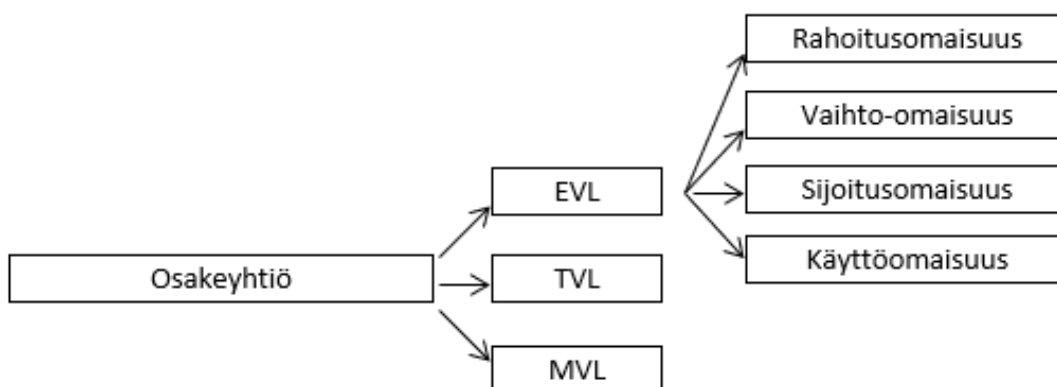 Rahoitusomaisuus
Vaihto-omaisuus
Sijoitusomaisuus
Käyttöomaisuus
EVL
TVL
MVL
Osakeyhtiö